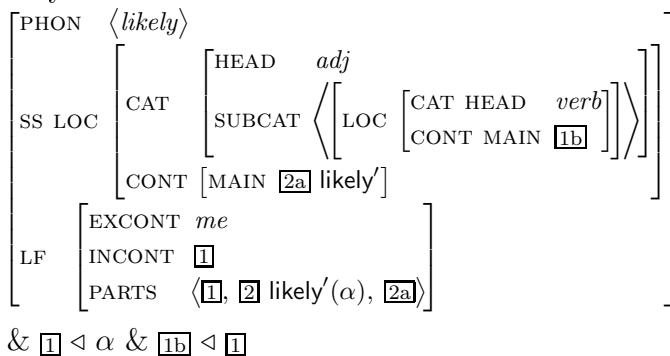 PHON ⟨likely⟩
HEAD adj
CAT
SUBCAT ⟨[LOC [CAT HEAD verb
CONT MAIN 1b]]⟩
SS LOC
CONT [MAIN 2a likely′]
EXCONT me
LF INCONT 1
PARTS ⟨1, 2 likely′(α), 2a⟩
& 1 ◁ α & 1b ◁ 1